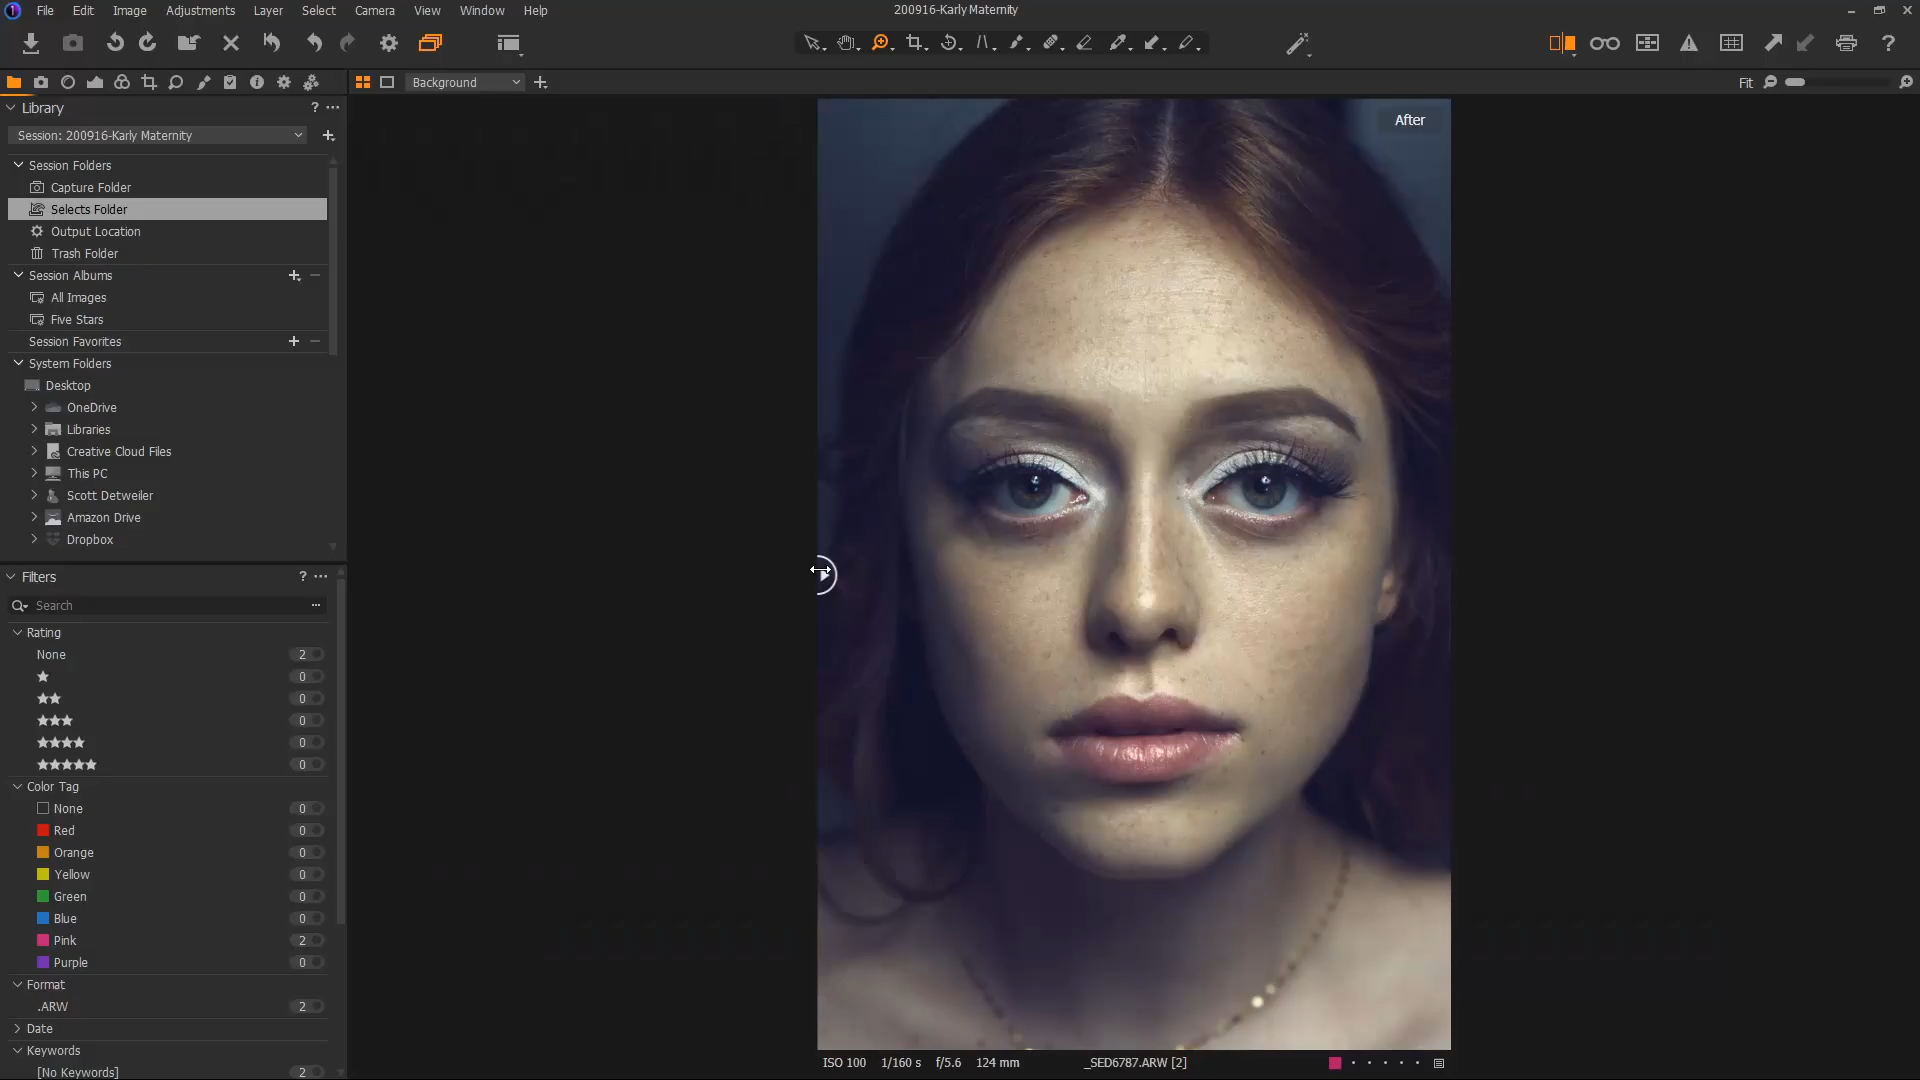 File Edit Image Adjustments Layer Select Camera View Window Help
200916-Karly Maternity
Background
Fit
Library
?
Session: 200916-Karly Maternity
Session Folders
Capture Folder
Selects Folder
Output Location
Trash Folder
Session Albums
All Images
Five Stars
Session Favorites
System Folders
Desktop
OneDrive
Libraries
Creative Cloud Files
This PC
Scott Detweiler
Amazon Drive
Dropbox
Filters
?
Search
Rating
None 2
0
0
0
0
0
Color Tag
None 0
Red 0
Orange 0
Yellow 0
Green 0
Blue 0
Pink 2
Purple 0
Format
.ARW 2
Date
Keywords
[No Keywords] 2
After
ISO 100 1/160 s f/5.6 124 mm _SED6787.ARW [2]